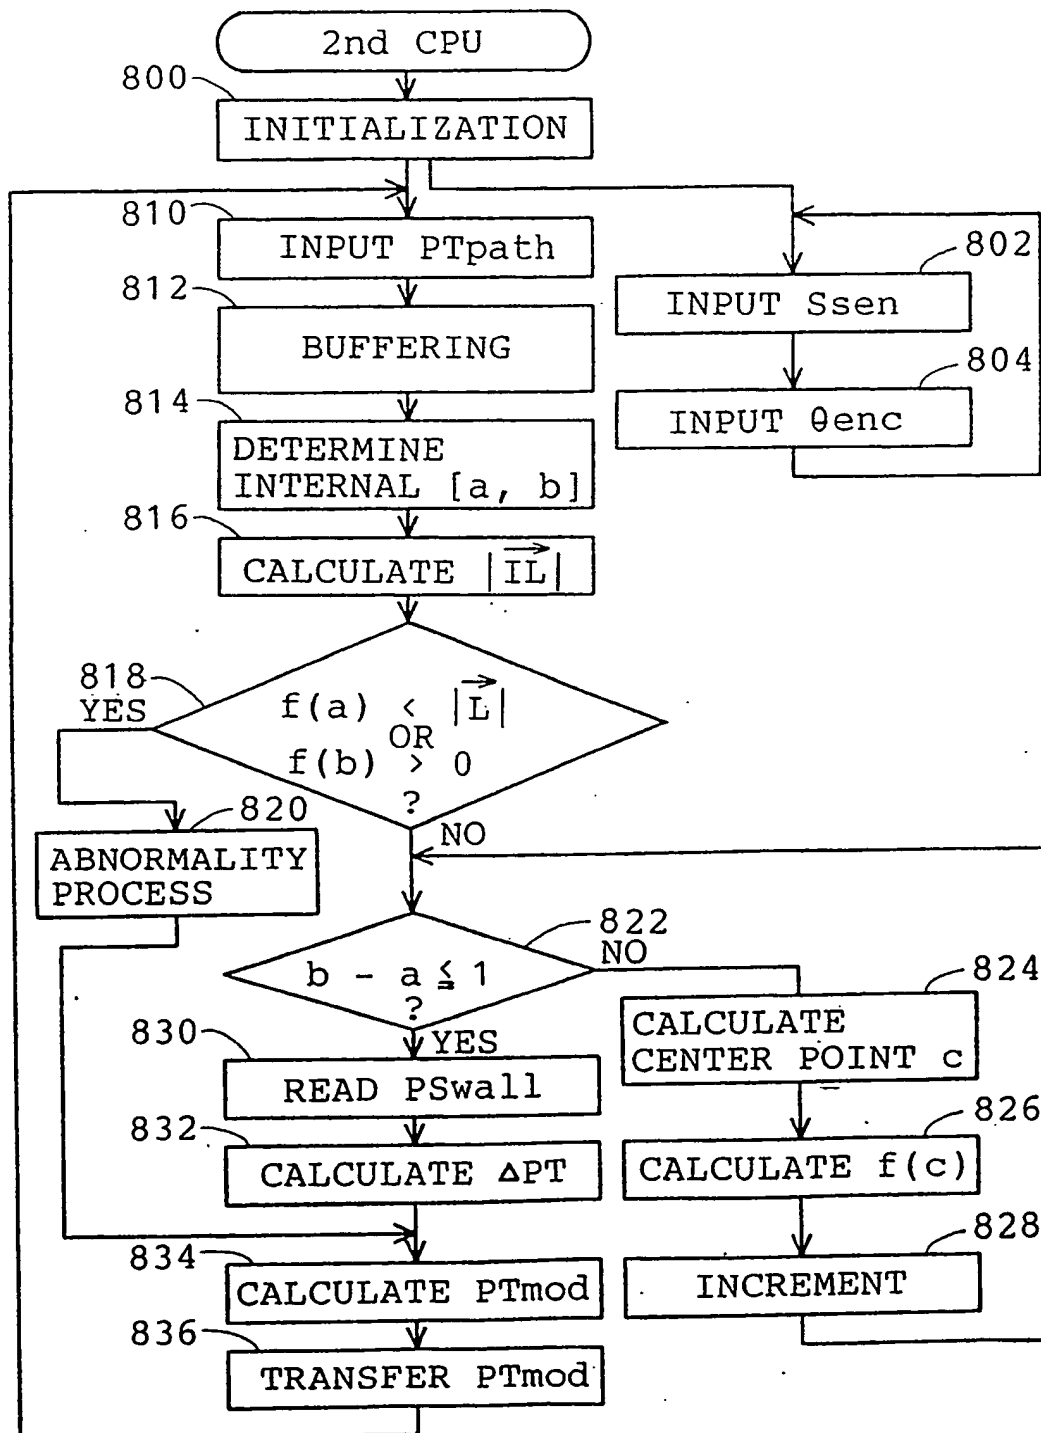 2nd CPU
800
INITIALIZATION
810
INPUT PTpath
802
INPUT Ssen
812
BUFFERING
804
INPUT θenc
814
DETERMINE
INTERNAL [a, b]
816
CALCULATE |IL|
818
YES
f(a) < |L|
OR
f(b) > 0
?
NO
820
ABNORMALITY
PROCESS
822
NO
b - a ≦ 1
?
YES
824
CALCULATE
CENTER POINT c
830
READ PSwall
826
CALCULATE f(c)
832
CALCULATE ΔPT
828
INCREMENT
834
CALCULATE PTmod
836
TRANSFER PTmod